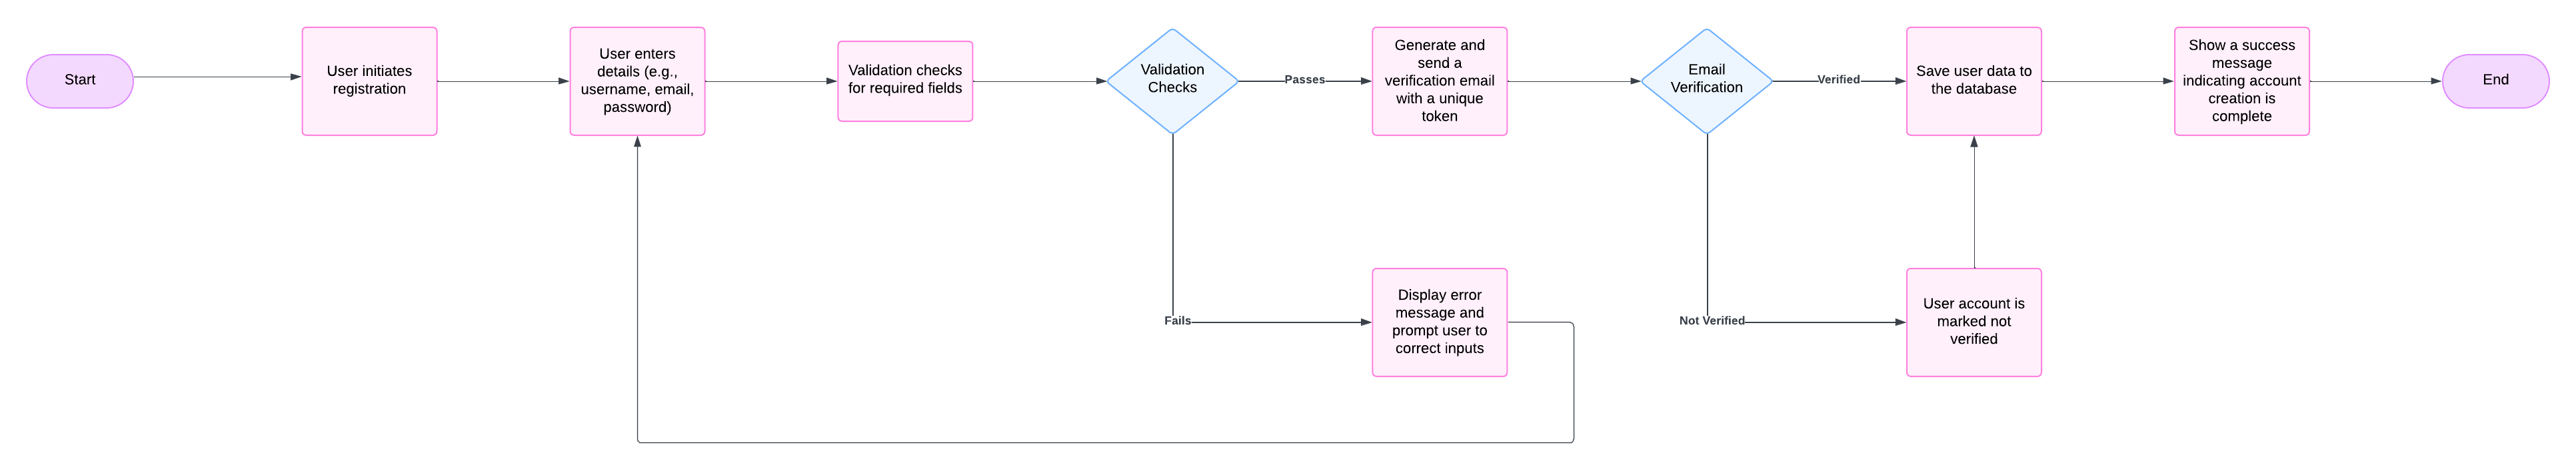 Start
User initiates
registration
User enters
details (e.g.,
username, email,
password)
Validation checks
for required fields
Validation
Checks
Passes
Generate and
send a
verification email
with a unique
token
Email
Verification
Verified
Save user data to
the database
Show a success
message
indicating account
creation is
complete
End
Fails
Display error
message and
prompt user to
correct inputs
Not Verified
User account is
marked not
verified